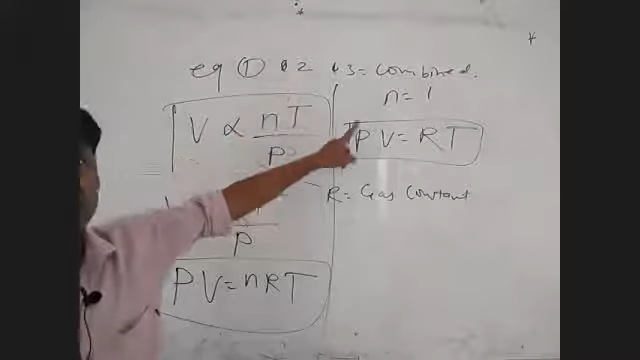 eq ① & 2 & 3 = Combined.
V ∝ nT
P
P
PV = nRT
n = 1
PV = RT
R = Gas Constant